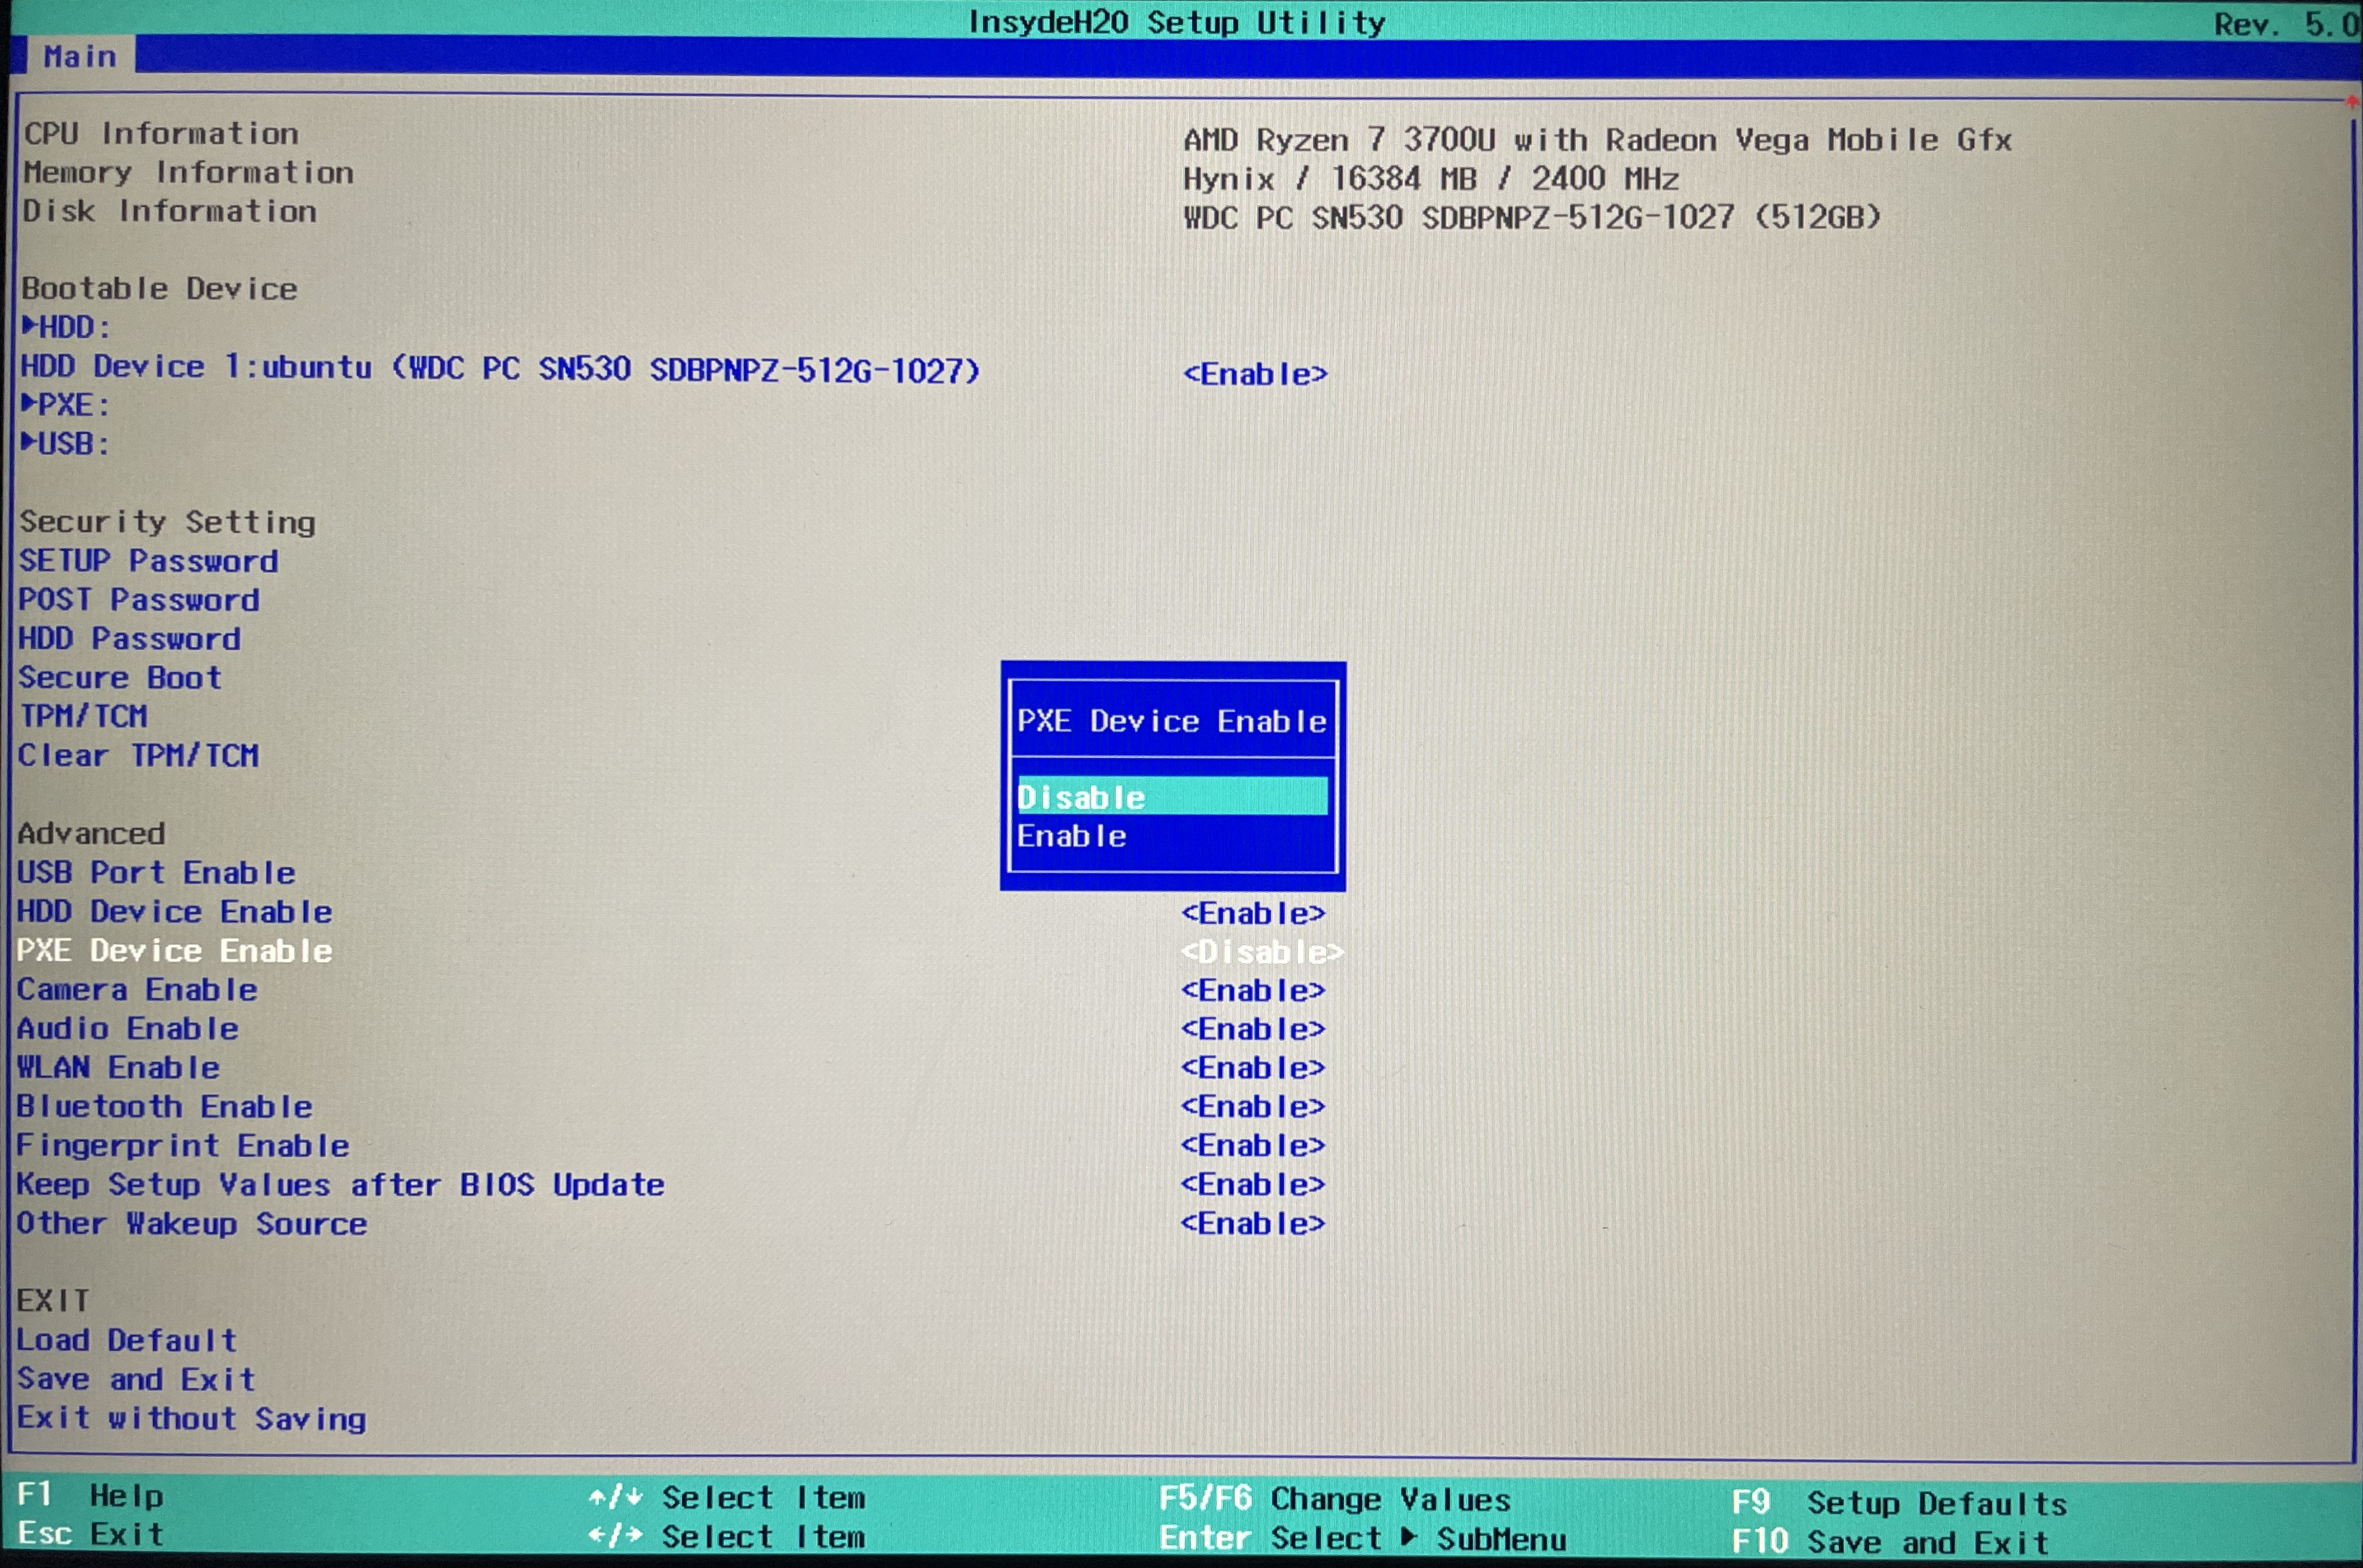 InsydeH20 Setup Utility
Rev. 5.0
Main
CPU Information AMD Ryzen 7 3700U with Radeon Vega Mobile Gfx
Memory Information Hynix / 16384 MB / 2400 MHz
Disk Information WDC PC SN530 SDBPNPZ-512G-1027 (512GB)
Bootable Device
▶HDD:
HDD Device 1:ubuntu (WDC PC SN530 SDBPNPZ-512G-1027) <Enable>
▶PXE:
▶USB:
Security Setting
SETUP Password
POST Password
HDD Password
Secure Boot
TPM/TCM
Clear TPM/TCM
PXE Device Enable
Disable
Enable
Advanced
USB Port Enable
HDD Device Enable <Enable>
PXE Device Enable <Disable>
Camera Enable <Enable>
Audio Enable <Enable>
WLAN Enable <Enable>
Bluetooth Enable <Enable>
Fingerprint Enable <Enable>
Keep Setup Values after BIOS Update <Enable>
Other Wakeup Source <Enable>
EXIT
Load Default
Save and Exit
Exit without Saving
F1 Help ↑/↓ Select Item F5/F6 Change Values F9 Setup Defaults
Esc Exit ←/→ Select Item Enter Select ▶ SubMenu F10 Save and Exit